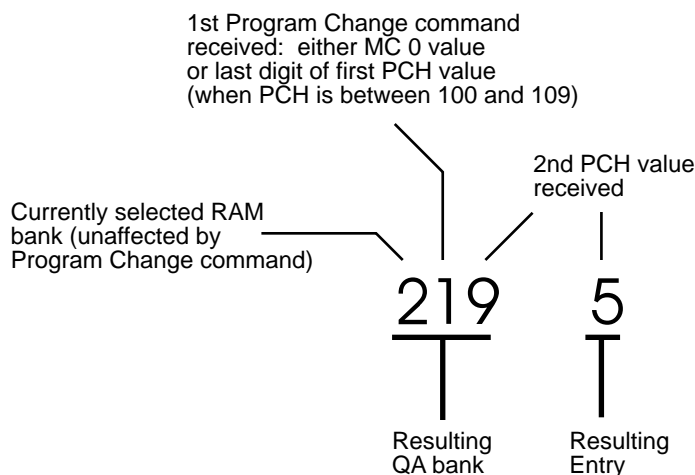 1st Program Change command
received:  either MC 0 value
or last digit of first PCH value
(when PCH is between 100 and 109)
2nd PCH value
received
Currently selected RAM
bank (unaffected by
Program Change command)
219 5
Resulting
QA bank
Resulting
Entry